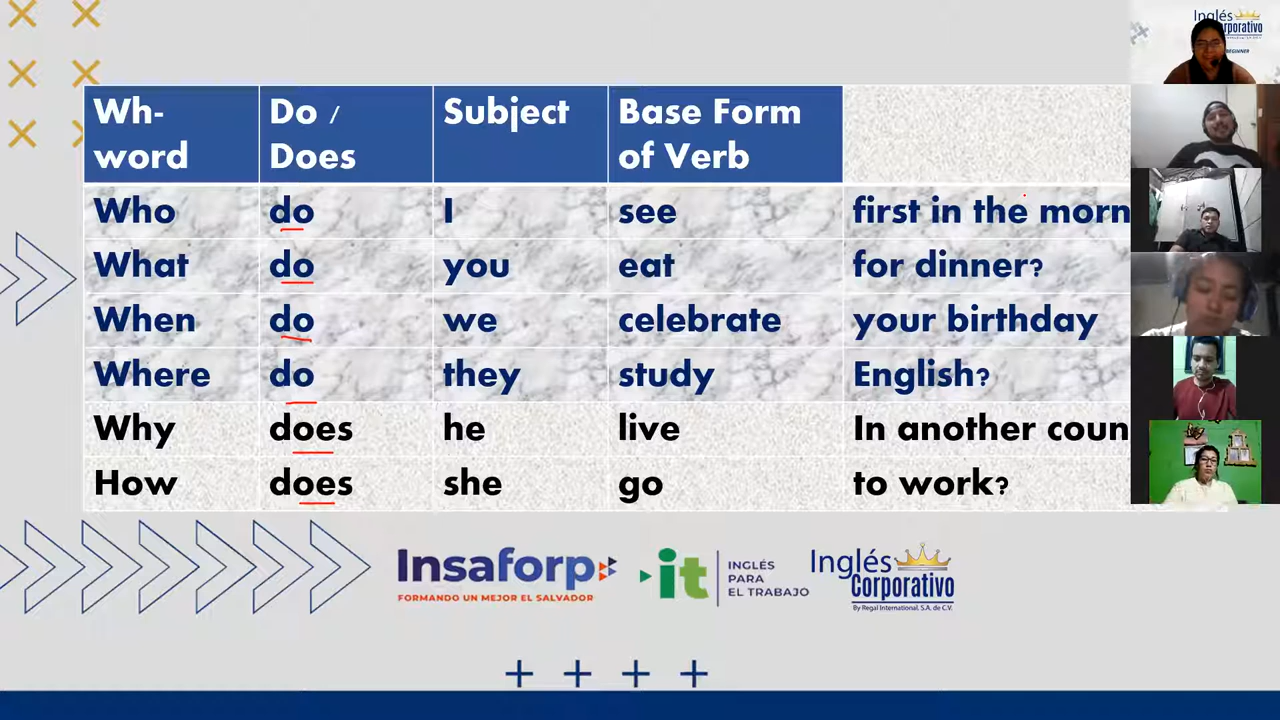 Wh-
word
Do /
Does
Subject
Base Form
of Verb
Who do I see first in the morn
What do you eat for dinner?
When do we celebrate your birthday
Where do they study English?
Why does he live In another coun
How does she go to work?
Insaforp
FORMANDO UN MEJOR EL SALVADOR
it
INGLÉS
PARA
EL TRABAJO
Inglés
Corporativo
By Regal International, S.A. de C.V.
Inglés
rporativo
BEGINNER